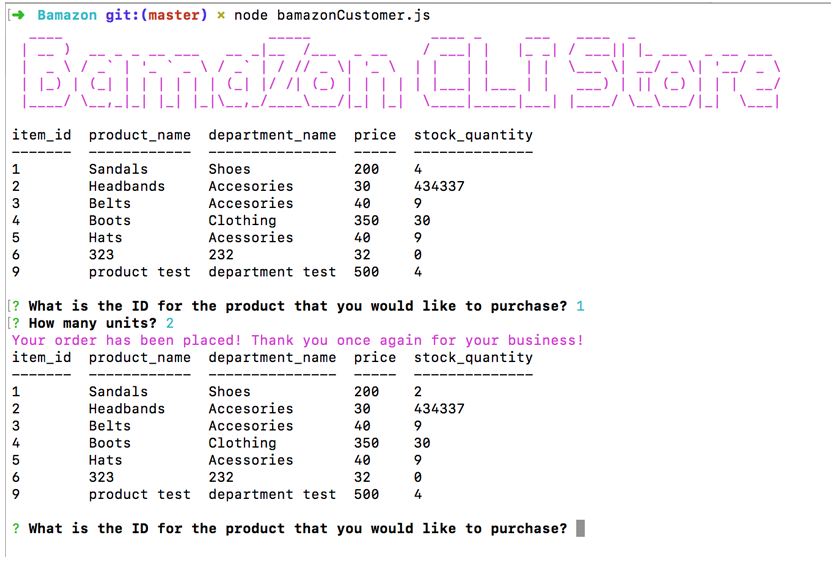 ➜  Bamazon git:(master) ✗ node bamazonCustomer.js
Bamazon CLI Store
item_id  product_name  department_name  price  stock_quantity
-------  ------------  ---------------  -----  --------------
1        Sandals       Shoes            200    4
2        Headbands     Accesories       30     434337
3        Belts         Accesories       40     9
4        Boots         Clothing         350    30
5        Hats          Acessories       40     9
6        323           232              32     0
9        product test  department test  500    4
? What is the ID for the product that you would like to purchase? 1
? How many units? 2
Your order has been placed! Thank you once again for your business!
item_id  product_name  department_name  price  stock_quantity
-------  ------------  ---------------  -----  --------------
1        Sandals       Shoes            200    2
2        Headbands     Accesories       30     434337
3        Belts         Accesories       40     9
4        Boots         Clothing         350    30
5        Hats          Acessories       40     9
6        323           232              32     0
9        product test  department test  500    4
? What is the ID for the product that you would like to purchase?